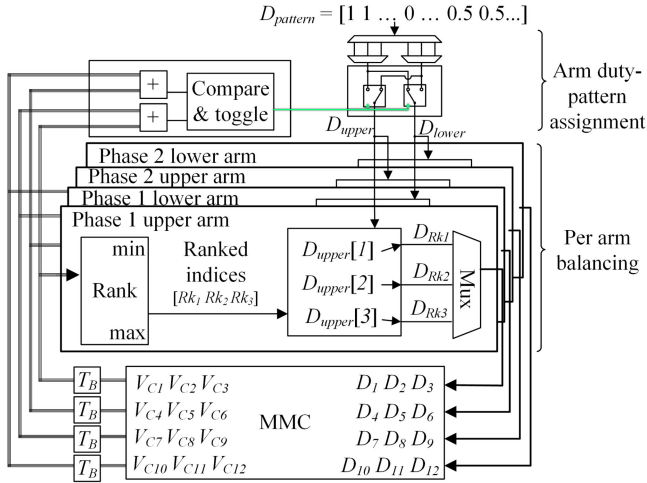 D_pattern = [1 1 … 0 … 0.5 0.5...]
+
+
Compare & toggle
Arm duty-pattern assignment
D_upper
D_lower
Phase 2 lower arm
Phase 2 upper arm
Phase 1 lower arm
Phase 1 upper arm
min
Rank
max
Ranked indices
[Rk1 Rk2 Rk3]
D_upper[1]
D_upper[2]
D_upper[3]
D_Rk1
D_Rk2
D_Rk3
Mux
Per arm balancing
T_B
T_B
T_B
T_B
V_C1 V_C2 V_C3
V_C4 V_C5 V_C6
V_C7 V_C8 V_C9
V_C10 V_C11 V_C12
MMC
D_1 D_2 D_3
D_4 D_5 D_6
D_7 D_8 D_9
D_10 D_11 D_12